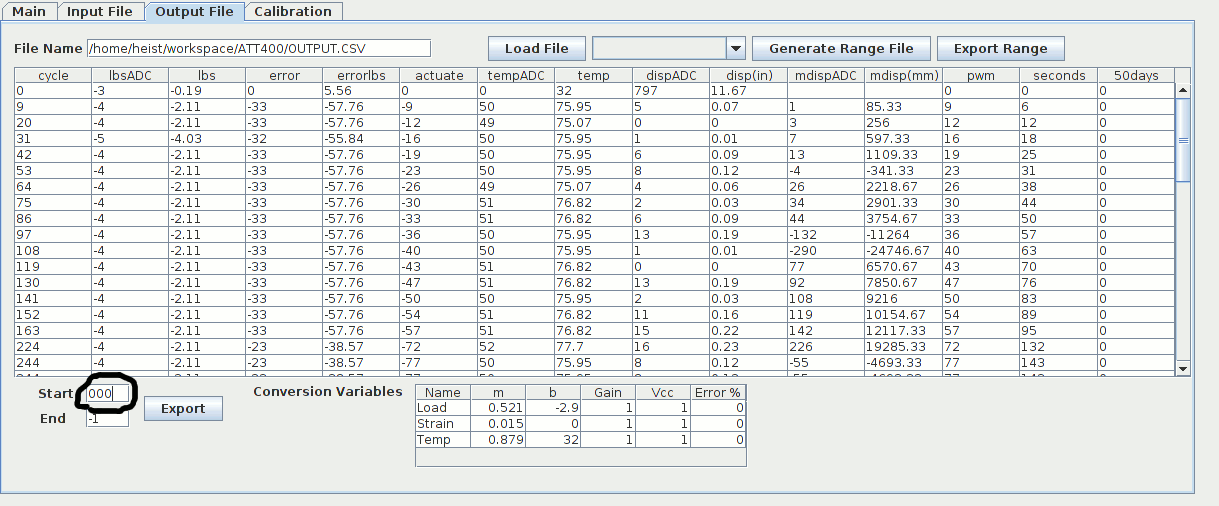 Main Input File Output File Calibration
File Name /home/heist/workspace/ATT400/OUTPUT.CSV Load File Generate Range File Export Range
cycle lbsADC lbs error errorlbs actuate tempADC temp dispADC disp(in) mdispADC mdisp(mm) pwm seconds 50days
0 -3 -0.19 0 5.56 0 0 32 797 11.67 0 0 0
9 -4 -2.11 -33 -57.76 -9 50 75.95 5 0.07 1 85.33 9 6 0
20 -4 -2.11 -33 -57.76 -12 49 75.07 0 0 3 256 12 12 0
31 -5 -4.03 -32 -55.84 -16 50 75.95 1 0.01 7 597.33 16 18 0
42 -4 -2.11 -33 -57.76 -19 50 75.95 6 0.09 13 1109.33 19 25 0
53 -4 -2.11 -33 -57.76 -23 50 75.95 8 0.12 -4 -341.33 23 31 0
64 -4 -2.11 -33 -57.76 -26 49 75.07 4 0.06 26 2218.67 26 38 0
75 -4 -2.11 -33 -57.76 -30 51 76.82 2 0.03 34 2901.33 30 44 0
86 -4 -2.11 -33 -57.76 -33 51 76.82 6 0.09 44 3754.67 33 50 0
97 -4 -2.11 -33 -57.76 -36 50 75.95 13 0.19 -132 -11264 36 57 0
108 -4 -2.11 -33 -57.76 -40 50 75.95 1 0.01 -290 -24746.67 40 63 0
119 -4 -2.11 -33 -57.76 -43 51 76.82 0 0 77 6570.67 43 70 0
130 -4 -2.11 -33 -57.76 -47 51 76.82 13 0.19 92 7850.67 47 76 0
141 -4 -2.11 -33 -57.76 -50 50 75.95 2 0.03 108 9216 50 83 0
152 -4 -2.11 -33 -57.76 -54 51 76.82 11 0.16 119 10154.67 54 89 0
163 -4 -2.11 -33 -57.76 -57 51 76.82 15 0.22 142 12117.33 57 95 0
224 -4 -2.11 -23 -38.57 -72 52 77.7 16 0.23 226 19285.33 72 132 0
244 -4 -2.11 -23 -38.57 -77 50 75.95 8 0.12 -55 -4693.33 77 143 0
Start 000 Conversion Variables
End -1 Export
Name m b Gain Vcc Error %
Load 0.521 -2.9 1 1 0
Strain 0.015 0 1 1 0
Temp 0.879 32 1 1 0